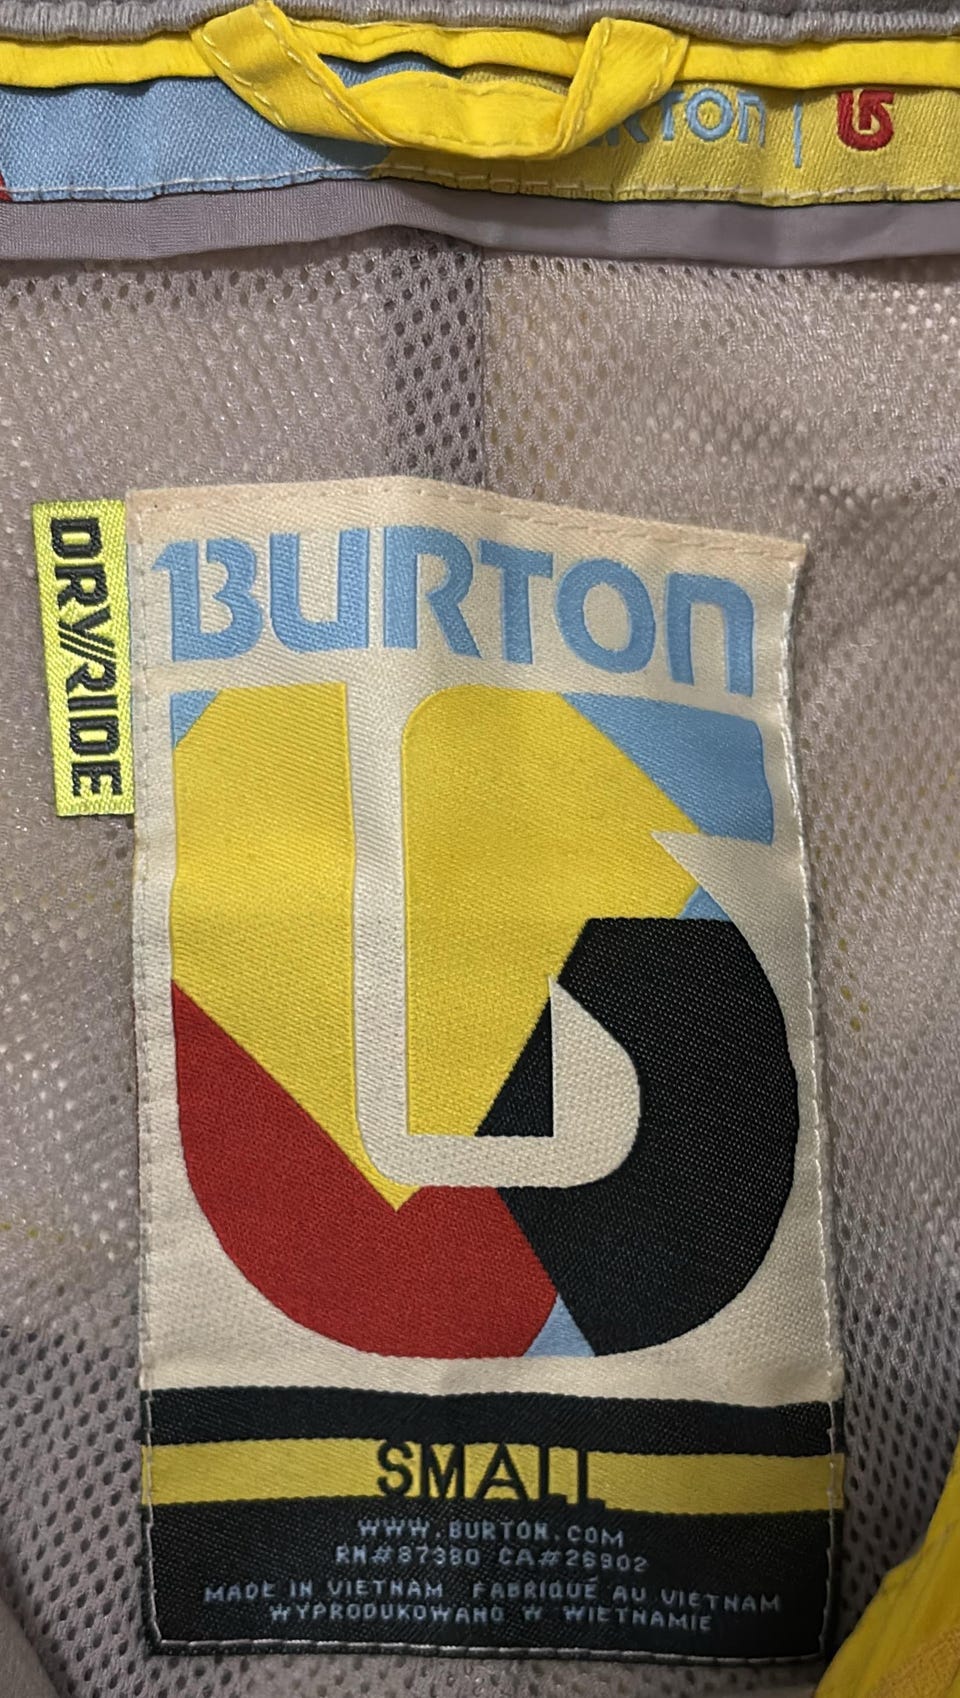 RTON
DRY//RIDE
BURTON
SMALL
WWW.BURTON.COM
RN#87380 CA#26902
MADE IN VIETNAM FABRIQUÉ AU VIETNAM
WYPRODUKOWANO W WIETNAMIE